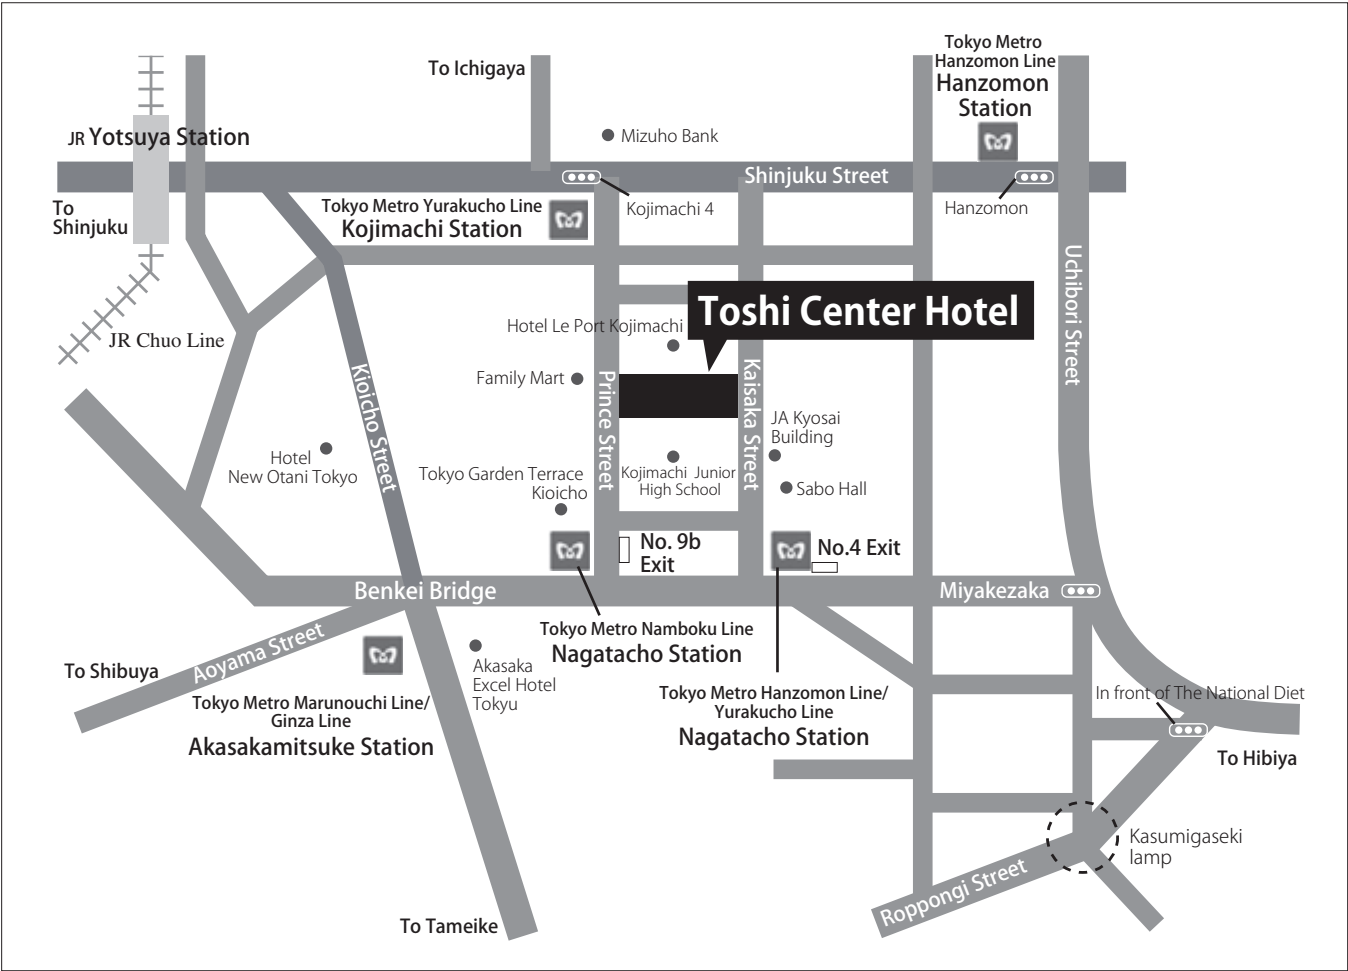 Tokyo Metro
Hanzomon Line
Hanzomon
Station
To Ichigaya
Mizuho Bank
JR Yotsuya Station
Shinjuku Street
To
Shinjuku
Tokyo Metro Yurakucho Line
Kojimachi Station
Kojimachi 4
Hanzomon
Uchibori Street
Toshi Center Hotel
Hotel Le Port Kojimachi
JR Chuo Line
Kioicho Street
Family Mart
Prince Street
Kaisaka Street
JA Kyosai
Building
Hotel
New Otani Tokyo
Tokyo Garden Terrace
Kioicho
Kojimachi Junior
High School
Sabo Hall
No. 9b
Exit
No.4 Exit
Benkei Bridge
Miyakezaka
Aoyama Street
To Shibuya
Tokyo Metro Namboku Line
Nagatacho Station
Akasaka
Excel Hotel
Tokyu
Tokyo Metro Marunouchi Line/
Ginza Line
Akasakamitsuke Station
Tokyo Metro Hanzomon Line/
Yurakucho Line
Nagatacho Station
In front of The National Diet
To Hibiya
Kasumigaseki
lamp
Roppongi Street
To Tameike